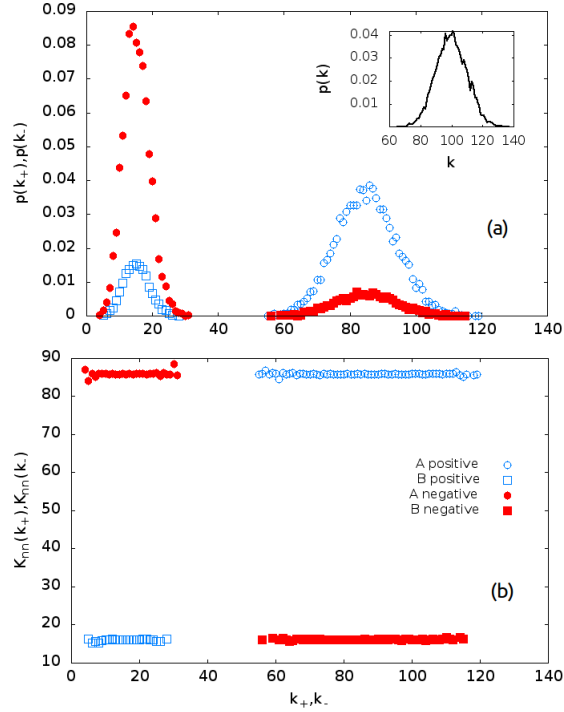 0.09
0.08
0.07
0.06
0.05
0.04
0.03
0.02
0.01
0
p(k₊),p(k₋)
0 20 40 60 80 100 120 140
(a)
0.04
0.03
0.02
0.01
p(k)
60 80 100 120 140
k
90
80
70
60
50
40
30
20
10
Kₙₙ(k₊),Kₙₙ(k₋)
A positive
B positive
A negative
B negative
(b)
0 20 40 60 80 100 120 140
k₊,k₋